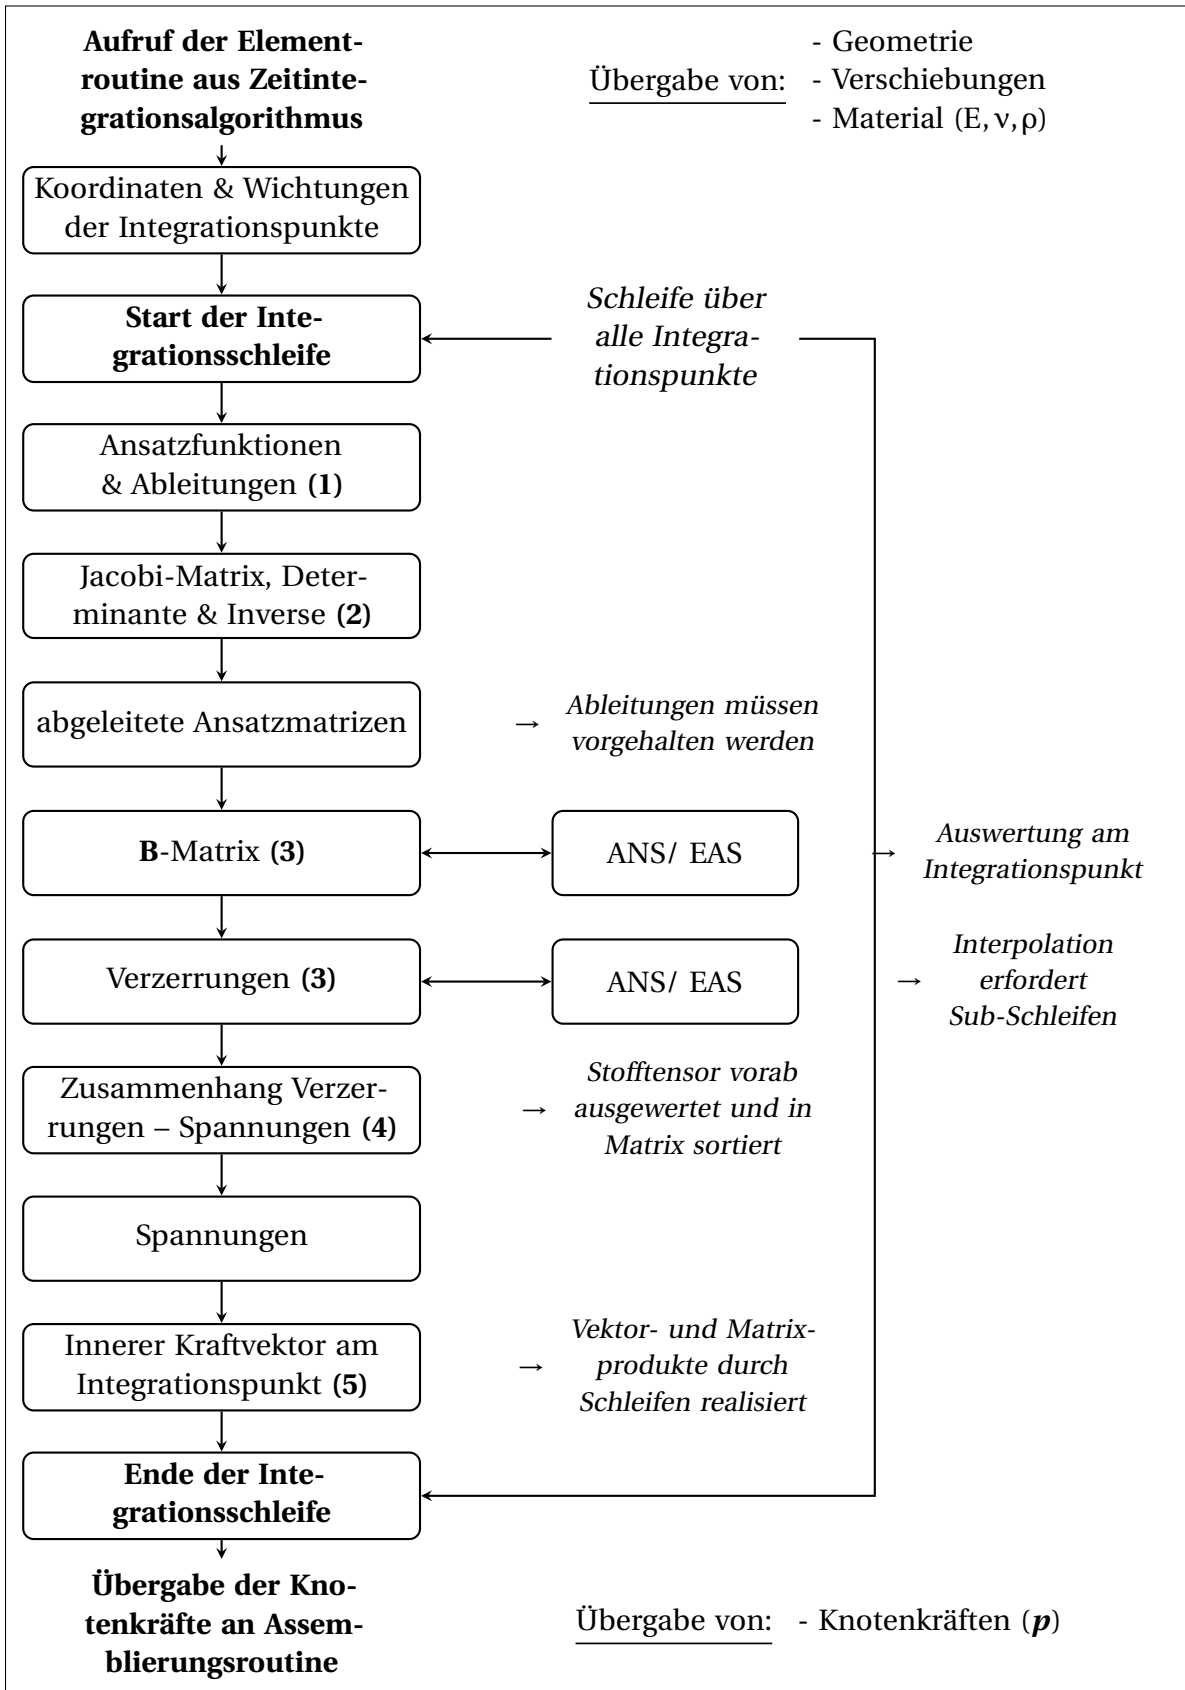 Aufruf der Element-
routine aus Zeitinte-
grationsalgorithmus
Übergabe von:
- Geometrie
- Verschiebungen
- Material (E, ν, ρ)
Koordinaten & Wichtungen
der Integrationspunkte
Start der Inte-
grationsschleife
Schleife über
alle Integra-
tionspunkte
Ansatzfunktionen
& Ableitungen (1)
Jacobi-Matrix, Deter-
minante & Inverse (2)
abgeleitete Ansatzmatrizen
→ Ableitungen müssen
vorgehalten werden
B-Matrix (3)
ANS/ EAS
→ Auswertung am
Integrationspunkt
Verzerrungen (3)
ANS/ EAS
→ Interpolation
erfordert
Sub-Schleifen
Zusammenhang Verzer-
rungen – Spannungen (4)
→ Stofftensor vorab
ausgewertet und in
Matrix sortiert
Spannungen
Innerer Kraftvektor am
Integrationspunkt (5)
→ Vektor- und Matrix-
produkte durch
Schleifen realisiert
Ende der Inte-
grationsschleife
Übergabe der Kno-
tenkräfte an Assem-
blierungsroutine
Übergabe von: - Knotenkräften (p)